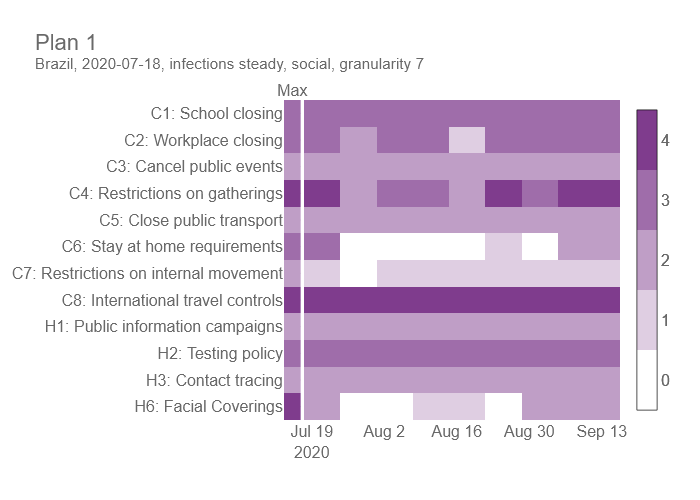 Plan 1
Brazil, 2020-07-18, infections steady, social, granularity 7
Max
C1: School closing
C2: Workplace closing
C3: Cancel public events
C4: Restrictions on gatherings
C5: Close public transport
C6: Stay at home requirements
C7: Restrictions on internal movement
C8: International travel controls
H1: Public information campaigns
H2: Testing policy
H3: Contact tracing
H6: Facial Coverings
Jul 19 Aug 2 Aug 16 Aug 30 Sep 13
2020
4
3
2
1
0